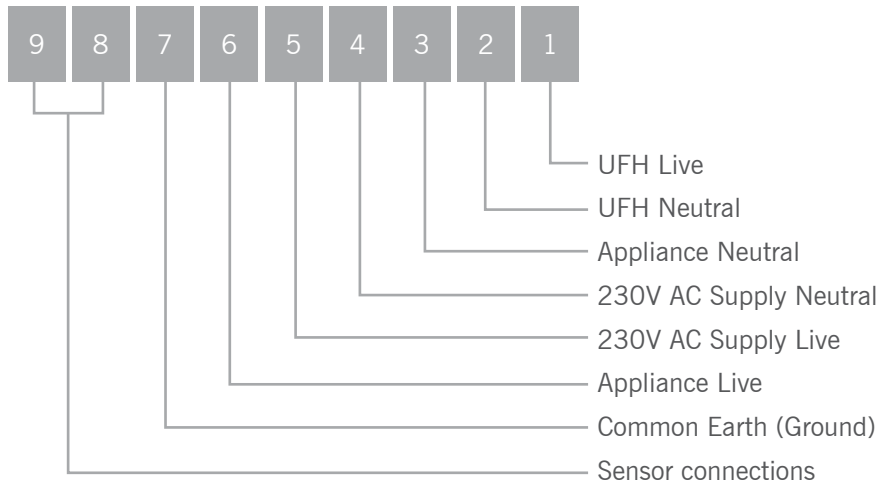 9 8 7 6 5 4 3 2 1
UFH Live
UFH Neutral
Appliance Neutral
230V AC Supply Neutral
230V AC Supply Live
Appliance Live
Common Earth (Ground)
Sensor connections